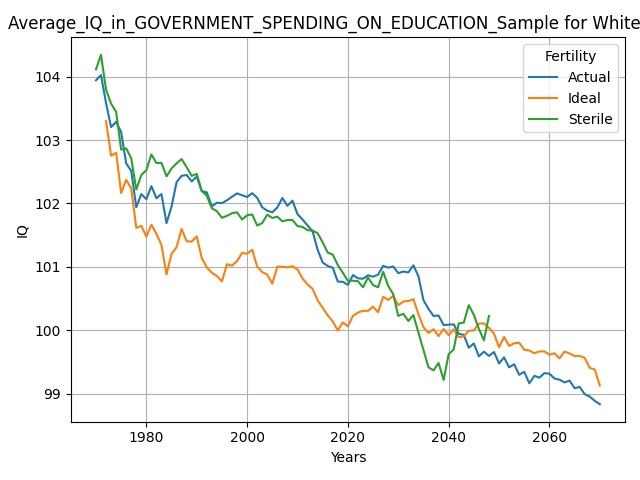 Average_IQ_in_GOVERNMENT_SPENDING_ON_EDUCATION_Sample for White
Fertility
Actual
Ideal
Sterile
IQ
104
103
102
101
100
99
1980
2000
2020
2040
2060
Years